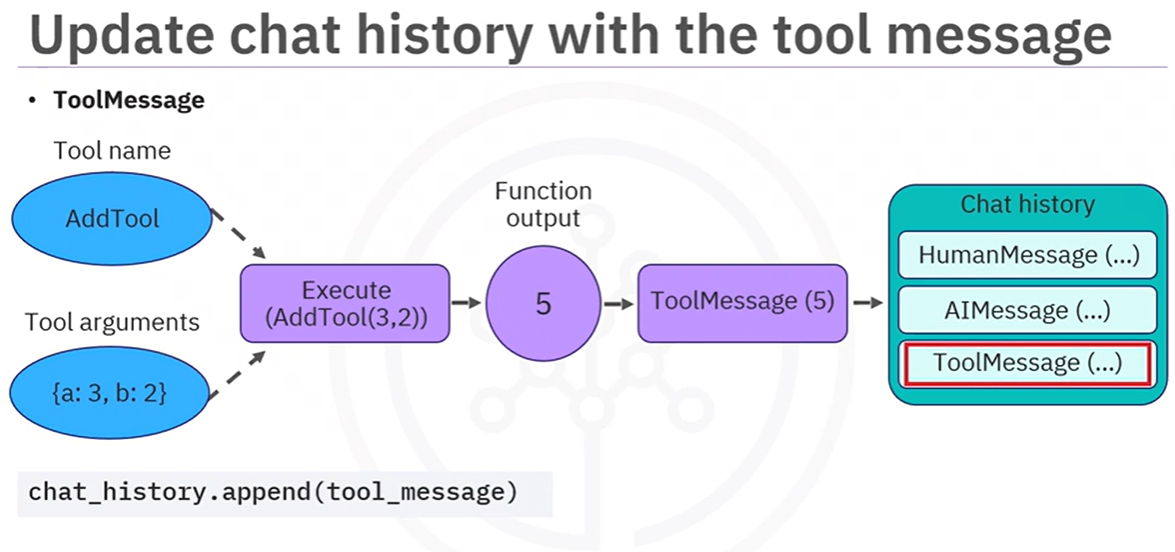 Update chat history with the tool message
• ToolMessage
Tool name
AddTool
Tool arguments
{a: 3, b: 2}
Execute
(AddTool(3,2))
Function
output
5
ToolMessage (5)
Chat history
HumanMessage (...)
AIMessage (...)
ToolMessage (...)
chat_history.append(tool_message)